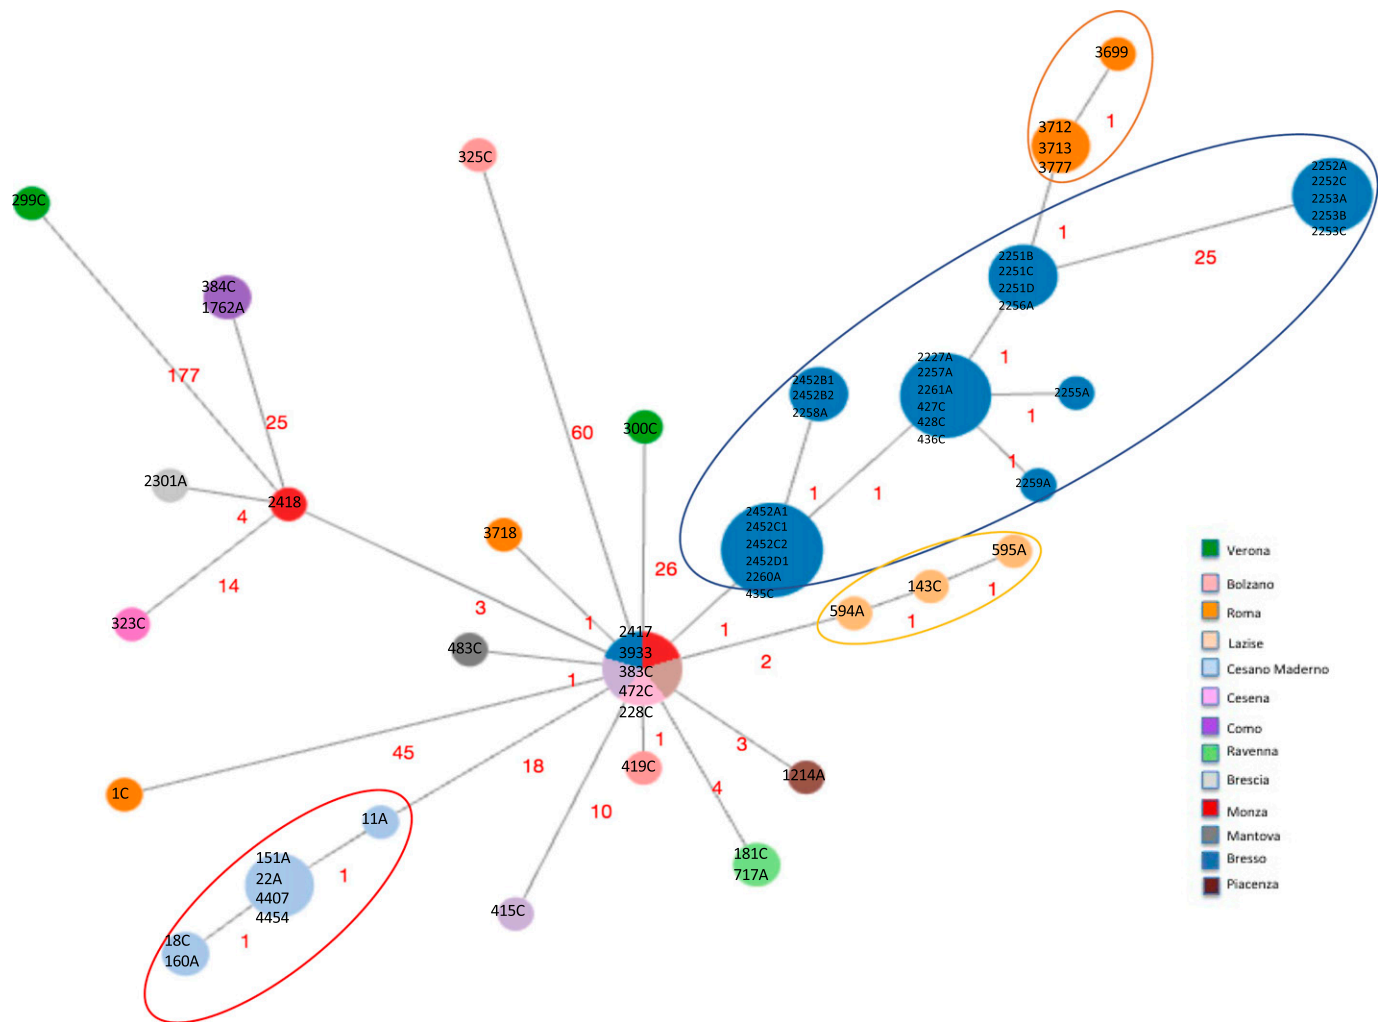 3699
1
3712
3713
3777
325C
2252A
2252C
2253A
2253B
2253C
299C
1
25
2251B
2251C
2251D
2256A
384C
1762A
177
25
60
300C
1
2227A
2257A
2261A
427C
428C
436C
2452B1
2452B2
2258A
2255A
1
1
2259A
2301A
2418
4
1
1
2452A1
2452C1
2452C2
2452D1
2260A
435C
3718
26
14
595A
143C
594A
1
1
323C
3
1
483C
2417
3933
383C
472C
228C
1
2
1
45
18
1
419C
3
1214A
4
1C
10
11A
151A
22A
4407
4454
1
181C
717A
415C
18C
160A
1
Verona
Bolzano
Roma
Lazise
Cesano Maderno
Cesena
Como
Ravenna
Brescia
Monza
Mantova
Bresso
Piacenza